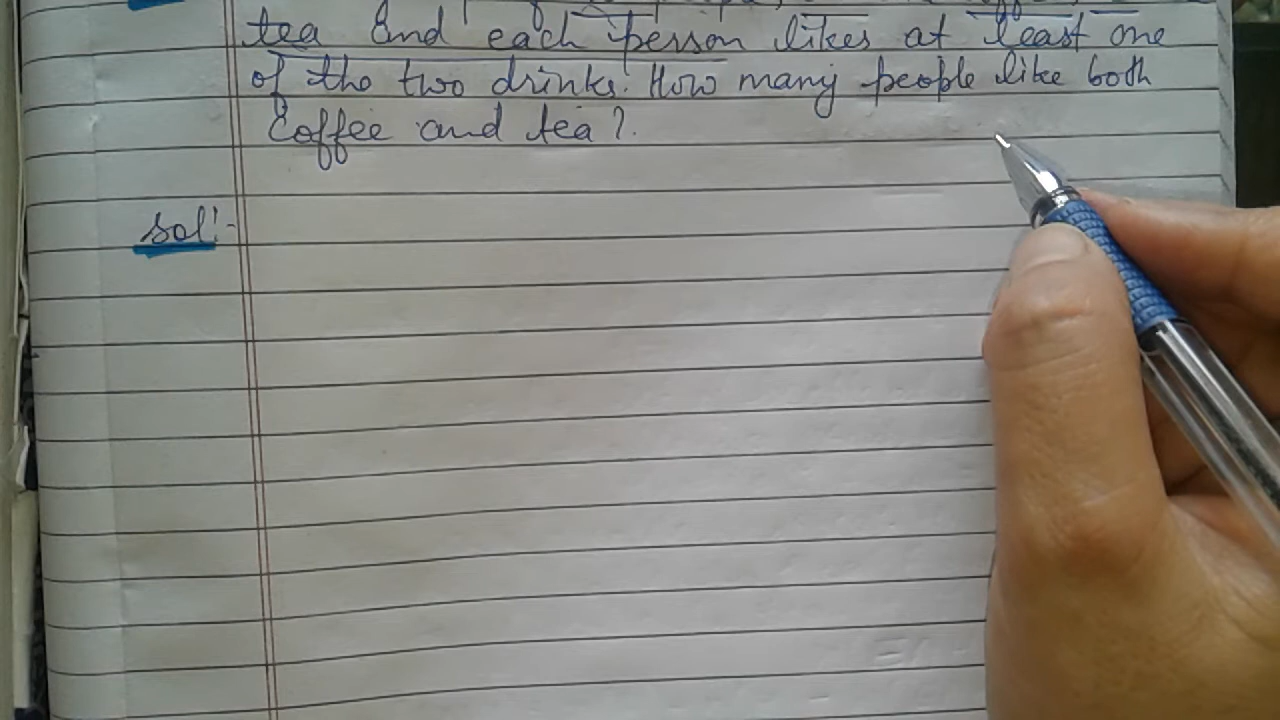 tea and each person likes at least one
of the two drinks. How many people like both
Coffee and tea ?.
sol!-